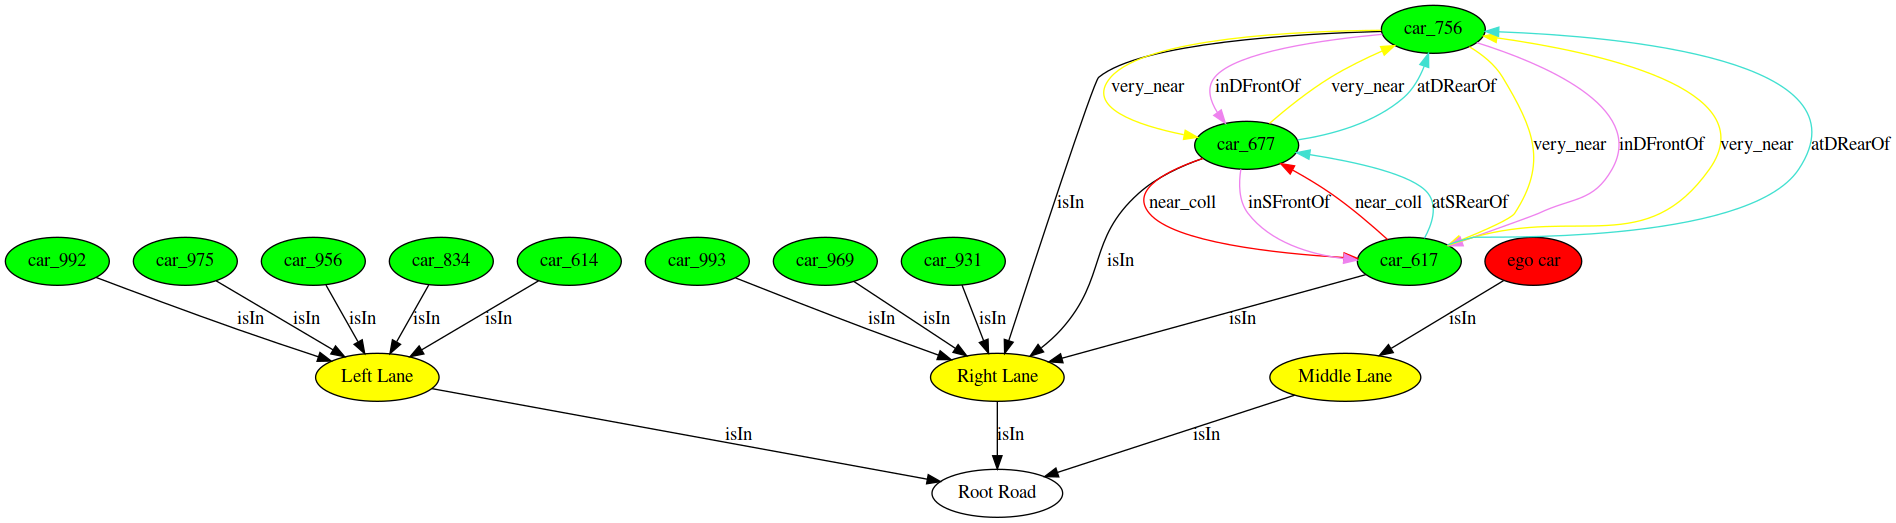 car_756
very_near
inDFrontOf
very_near
atDRearOf
car_677
very_near
inDFrontOf
very_near
atDRearOf
isIn
near_coll
inSFrontOf
near_coll
atSRearOf
car_992
car_975
car_956
car_834
car_614
car_993
car_969
car_931
isIn
car_617
ego car
isIn
isIn
isIn
isIn
isIn
isIn
isIn
isIn
isIn
isIn
Left Lane
Right Lane
Middle Lane
isIn
isIn
isIn
Root Road